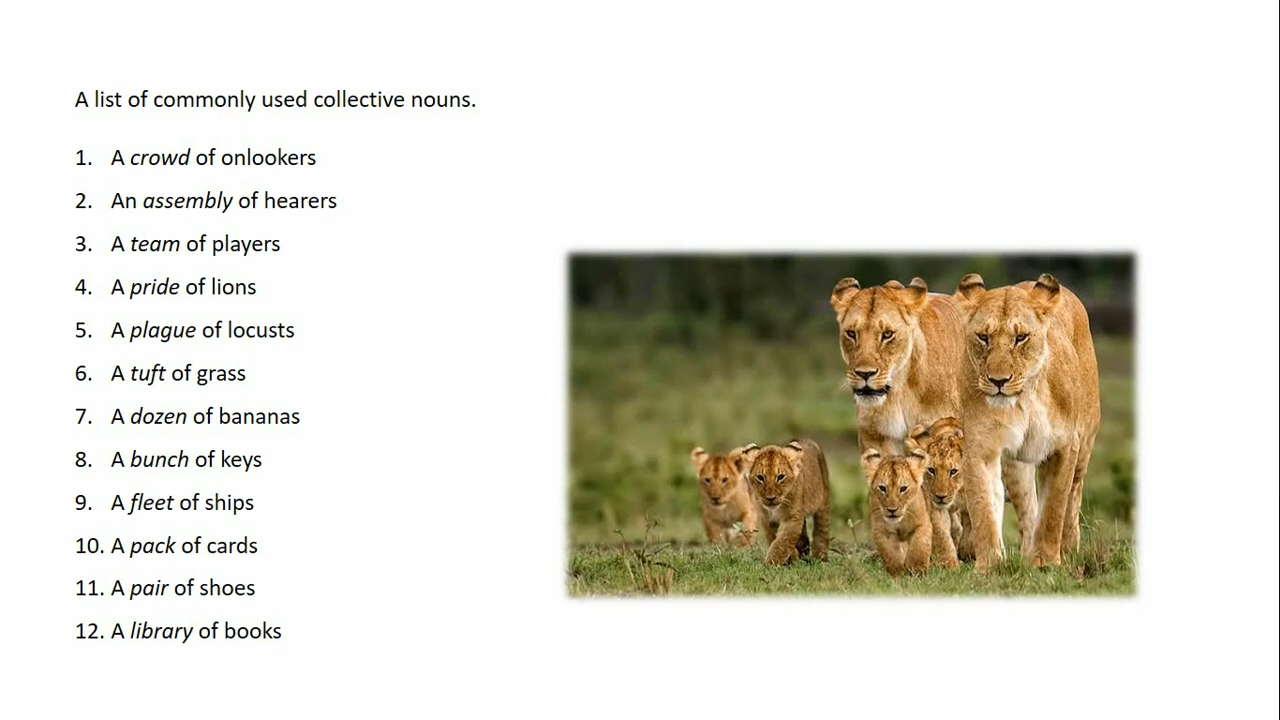 A list of commonly used collective nouns.
1. A crowd of onlookers
2. An assembly of hearers
3. A team of players
4. A pride of lions
5. A plague of locusts
6. A tuft of grass
7. A dozen of bananas
8. A bunch of keys
9. A fleet of ships
10. A pack of cards
11. A pair of shoes
12. A library of books